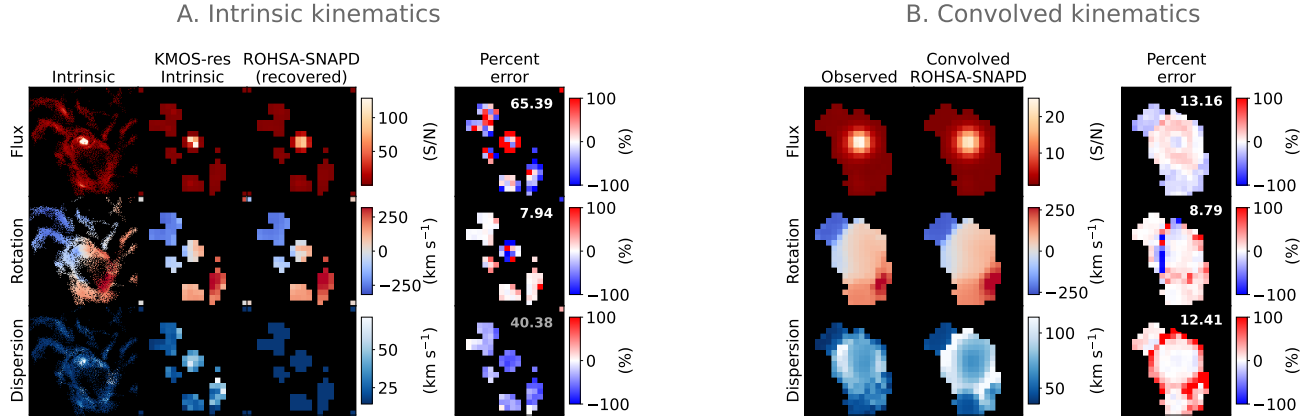 A. Intrinsic kinematics
Intrinsic
KMOS-res
Intrinsic
ROHSA-SNAPD
(recovered)
Percent
error
Flux
100
50
(S/N)
65.39
100
0
−100
(%)
Rotation
250
0
−250
(km s⁻¹)
7.94
100
0
−100
(%)
Dispersion
50
25
(km s⁻¹)
40.38
100
0
−100
(%)
B. Convolved kinematics
Observed
Convolved
ROHSA-SNAPD
Percent
error
Flux
20
10
(S/N)
13.16
100
0
−100
(%)
Rotation
250
0
−250
(km s⁻¹)
8.79
100
0
−100
(%)
Dispersion
100
50
(km s⁻¹)
12.41
100
0
−100
(%)